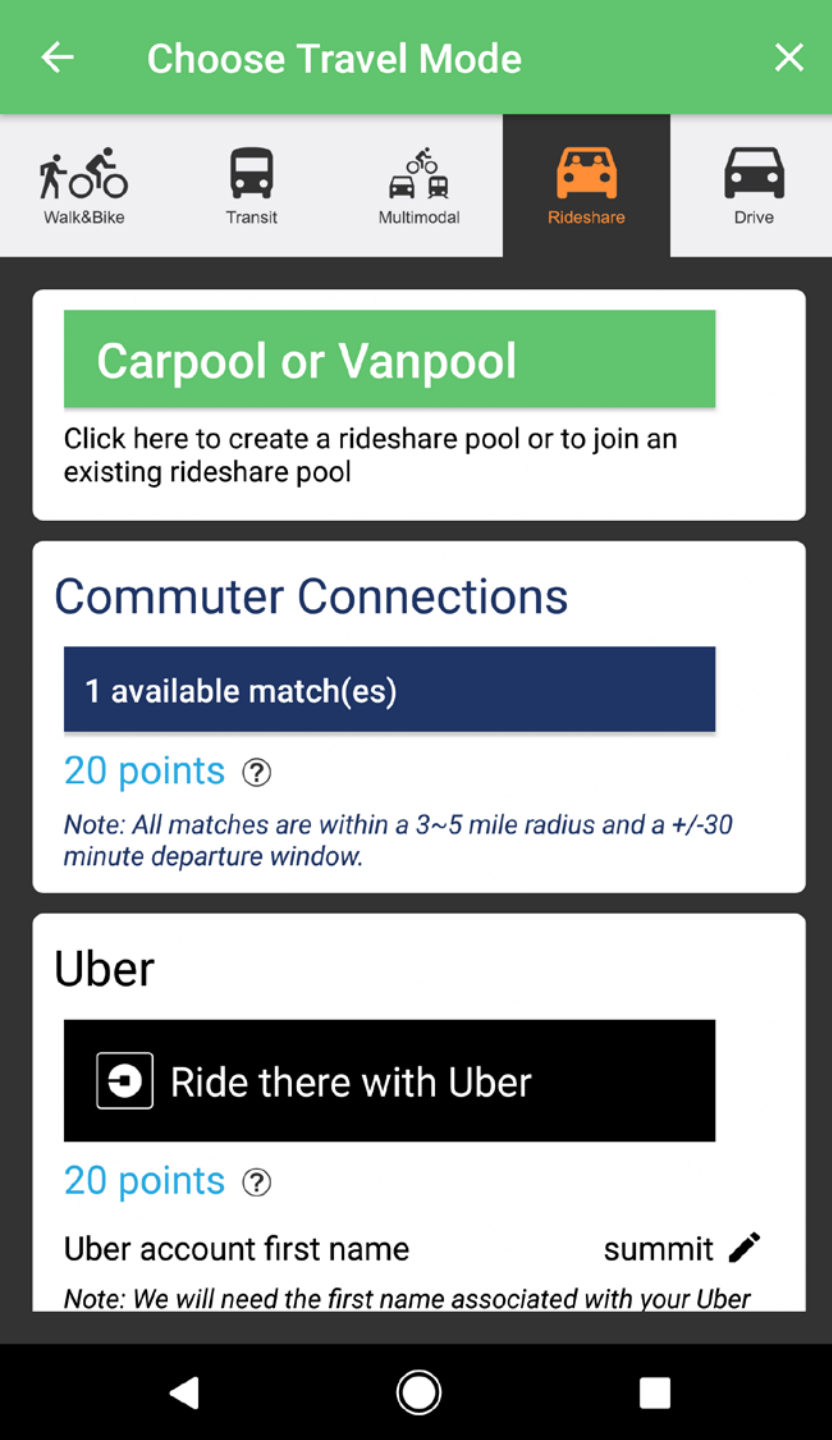 Choose Travel Mode
Walk&Bike
Transit
Multimodal
Rideshare
Drive
Carpool or Vanpool
Click here to create a rideshare pool or to join an
existing rideshare pool
Commuter Connections
1 available match(es)
20 points ?
Note: All matches are within a 3~5 mile radius and a +/-30
minute departure window.
Uber
Ride there with Uber
20 points ?
Uber account first name summit
Note: We will need the first name associated with your Uber